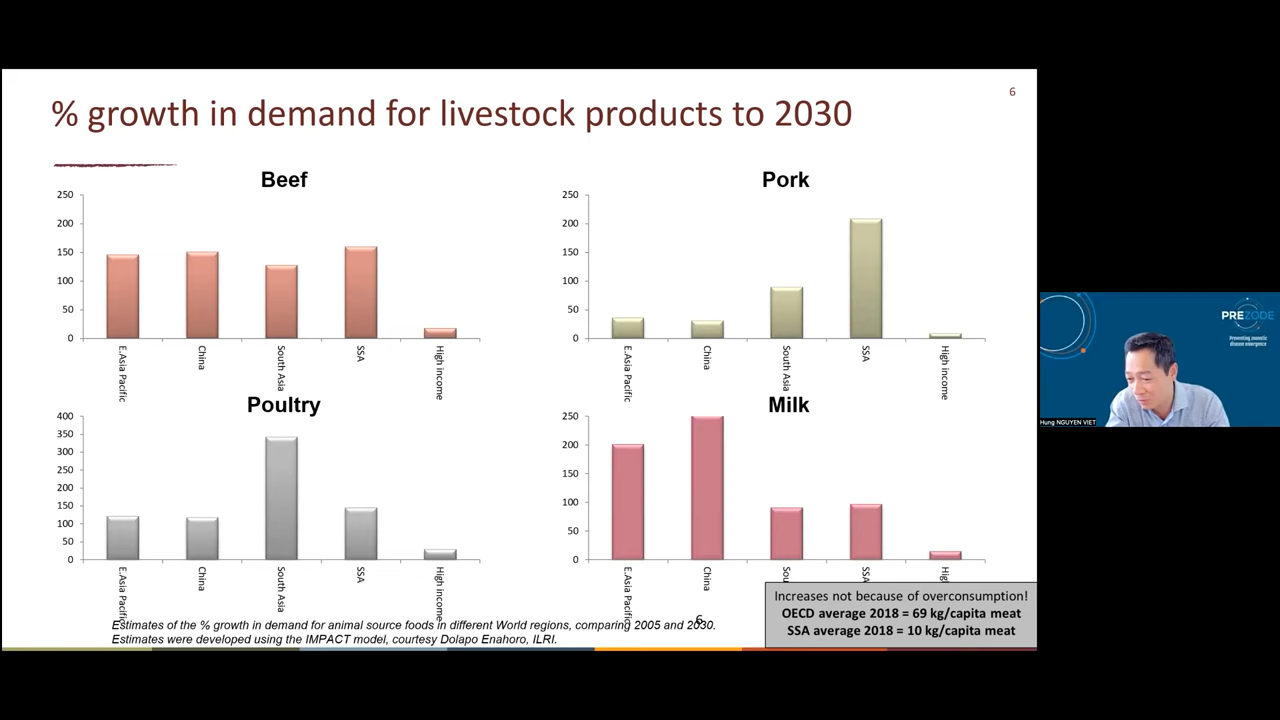 % growth in demand for livestock products to 2030
6
Beef
250
200
150
100
50
0
E.Asia Pacific
China
South Asia
SSA
High income
Pork
250
200
150
100
50
0
E.Asia Pacific
China
South Asia
SSA
High income
Poultry
400
350
300
250
200
150
100
50
0
E.Asia Pacific
China
South Asia
SSA
High income
Milk
250
200
150
100
50
0
E.Asia Pacific
China
Sou
SSA
High
Increases not because of overconsumption!
OECD average 2018 = 69 kg/capita meat
SSA average 2018 = 10 kg/capita meat
6
Estimates of the % growth in demand for animal source foods in different World regions, comparing 2005 and 2030.
Estimates were developed using the IMPACT model, courtesy Dolapo Enahoro, ILRI.
PREZODE
Preventing zoonotic
disease emergence
Hung NGUYEN VIET